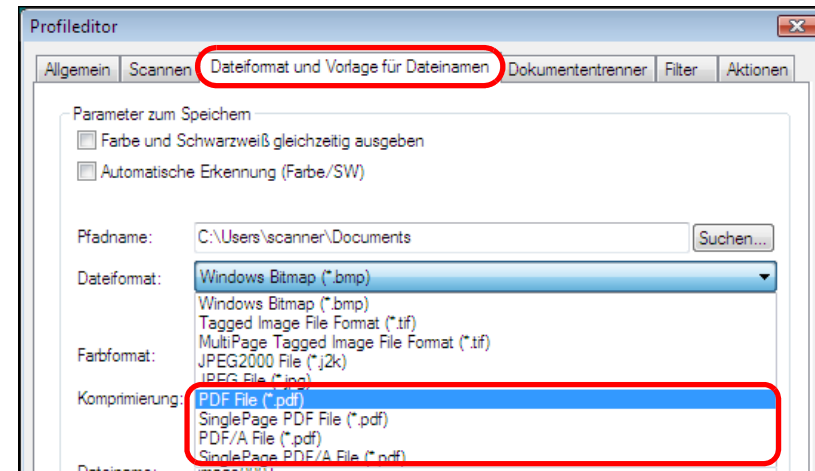 Profileditor
Allgemein Scannen Dateiformat und Vorlage für Dateinamen Dokumententrenner Filter Aktionen
Parameter zum Speichern
Farbe und Schwarzweiß gleichzeitig ausgeben
Automatische Erkennung (Farbe/SW)
Pfadname: C:\Users\scanner\Documents Suchen...
Dateiformat: Windows Bitmap (*.bmp)
Windows Bitmap (*.bmp)
Tagged Image File Format (*.tif)
MultiPage Tagged Image File Format (*.tif)
Farbformat: JPEG2000 File (*.j2k)
JPEG File (*.jpg)
Komprimierung: PDF File (*.pdf)
SinglePage PDF File (*.pdf)
PDF/A File (*.pdf)
SinglePage PDF/A File (*.pdf)
Dateiname: